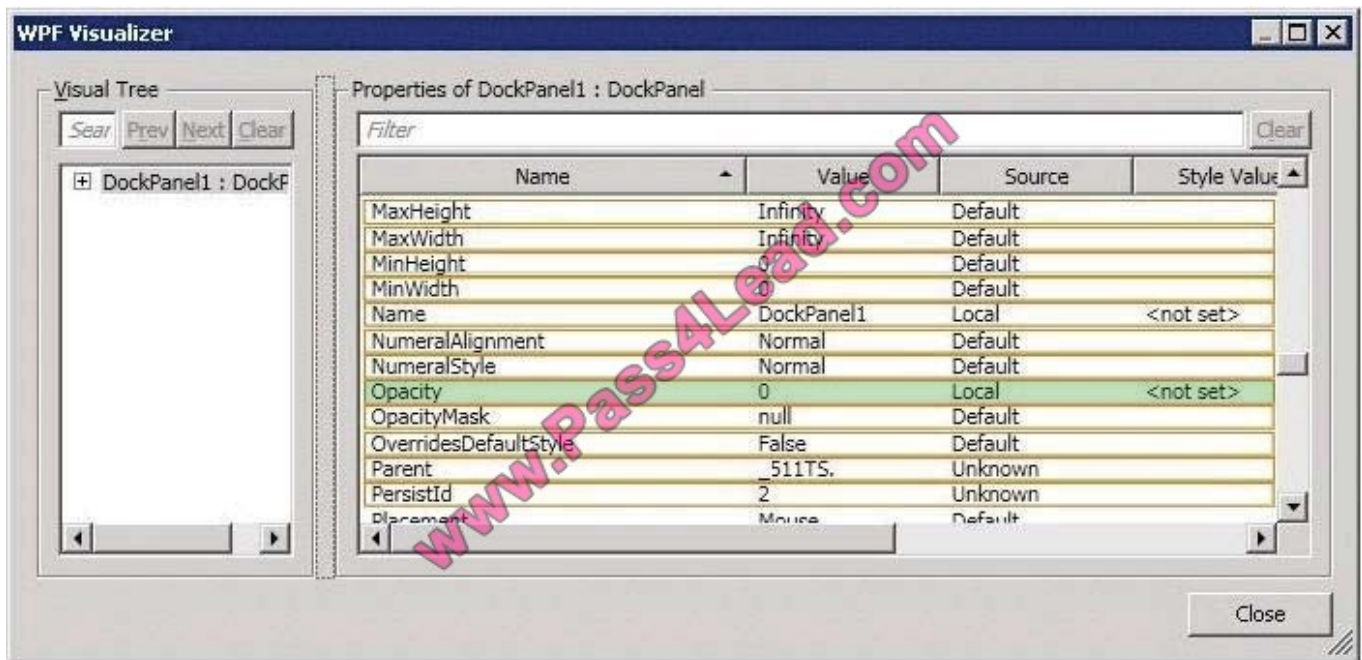 WPF Visualizer
Visual Tree
Sear Prev Next Clear
DockPanel1 : DockP
Properties of DockPanel1 : DockPanel
Filter Clear
Name Value Source Style Value
MaxHeight Infinity Default
MaxWidth Infinity Default
MinHeight 0 Default
MinWidth 0 Default
Name DockPanel1 Local <not set>
NumeralAlignment Normal Default
NumeralStyle Normal Default
Opacity 0 Local <not set>
OpacityMask null Default
OverridesDefaultStyle False Default
Parent _511TS. Unknown
PersistId 2 Unknown
Placement Mouse Default
Close
www.Pass4Lead.com